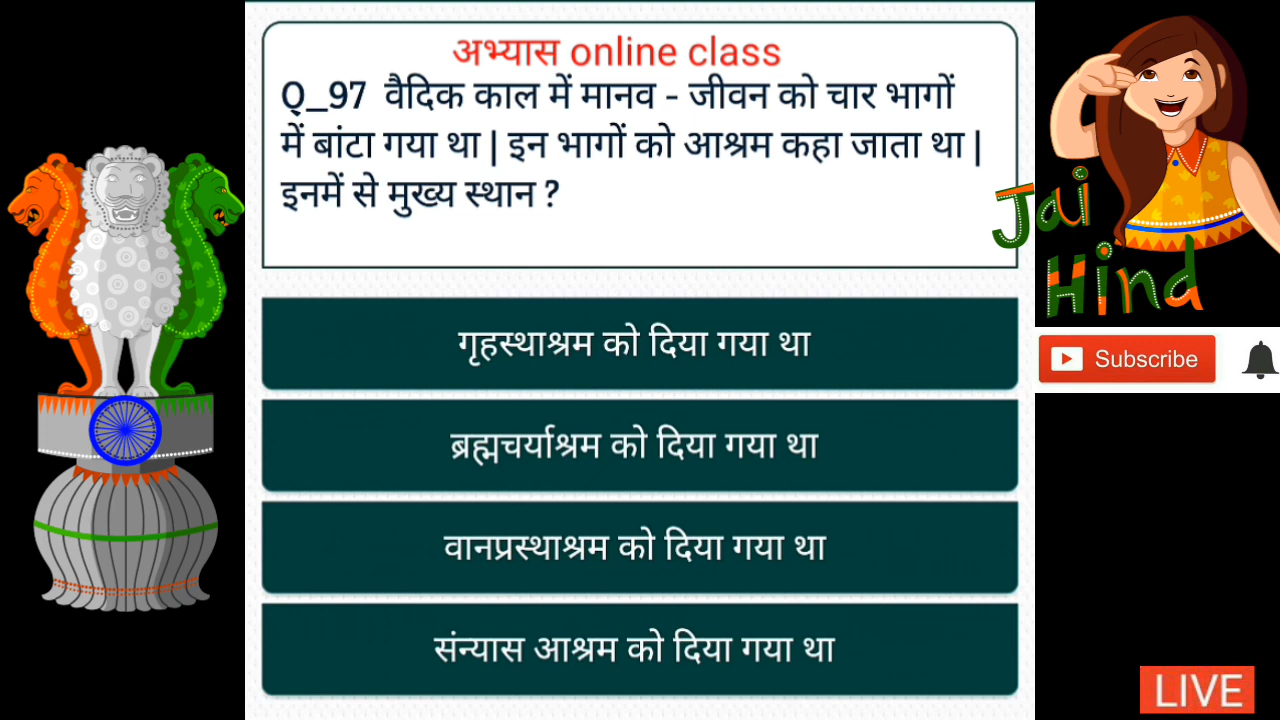 अभ्यास online class
Q_97 वैदिक काल में मानव - जीवन को चार भागों
में बांटा गया था | इन भागों को आश्रम कहा जाता था |
इनमें से मुख्य स्थान ?
गृहस्थाश्रम को दिया गया था
ब्रह्मचर्याश्रम को दिया गया था
वानप्रस्थाश्रम को दिया गया था
संन्यास आश्रम को दिया गया था
Jai
Hind
Subscribe
LIVE